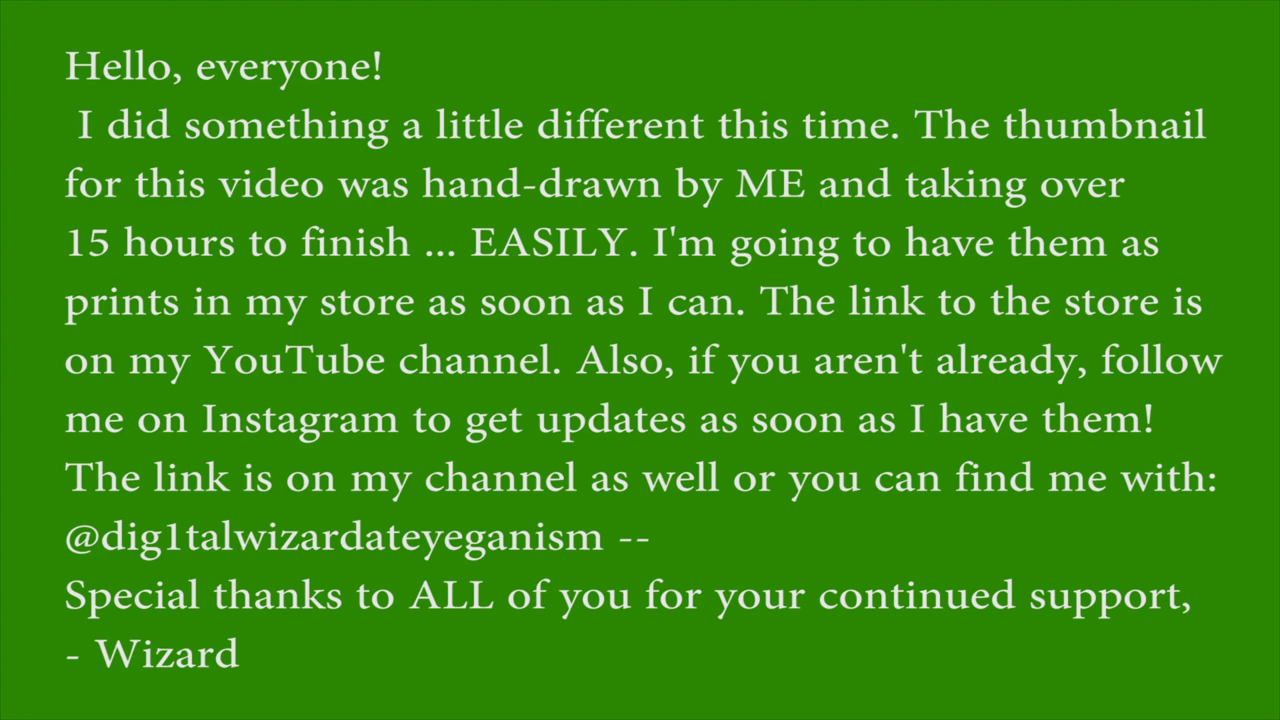 Hello, everyone!
I did something a little different this time. The thumbnail
for this video was hand-drawn by ME and taking over
15 hours to finish ... EASILY. I'm going to have them as
prints in my store as soon as I can. The link to the store is
on my YouTube channel. Also, if you aren't already, follow
me on Instagram to get updates as soon as I have them!
The link is on my channel as well or you can find me with:
@dig1talwizardateyeganism --
Special thanks to ALL of you for your continued support,
- Wizard